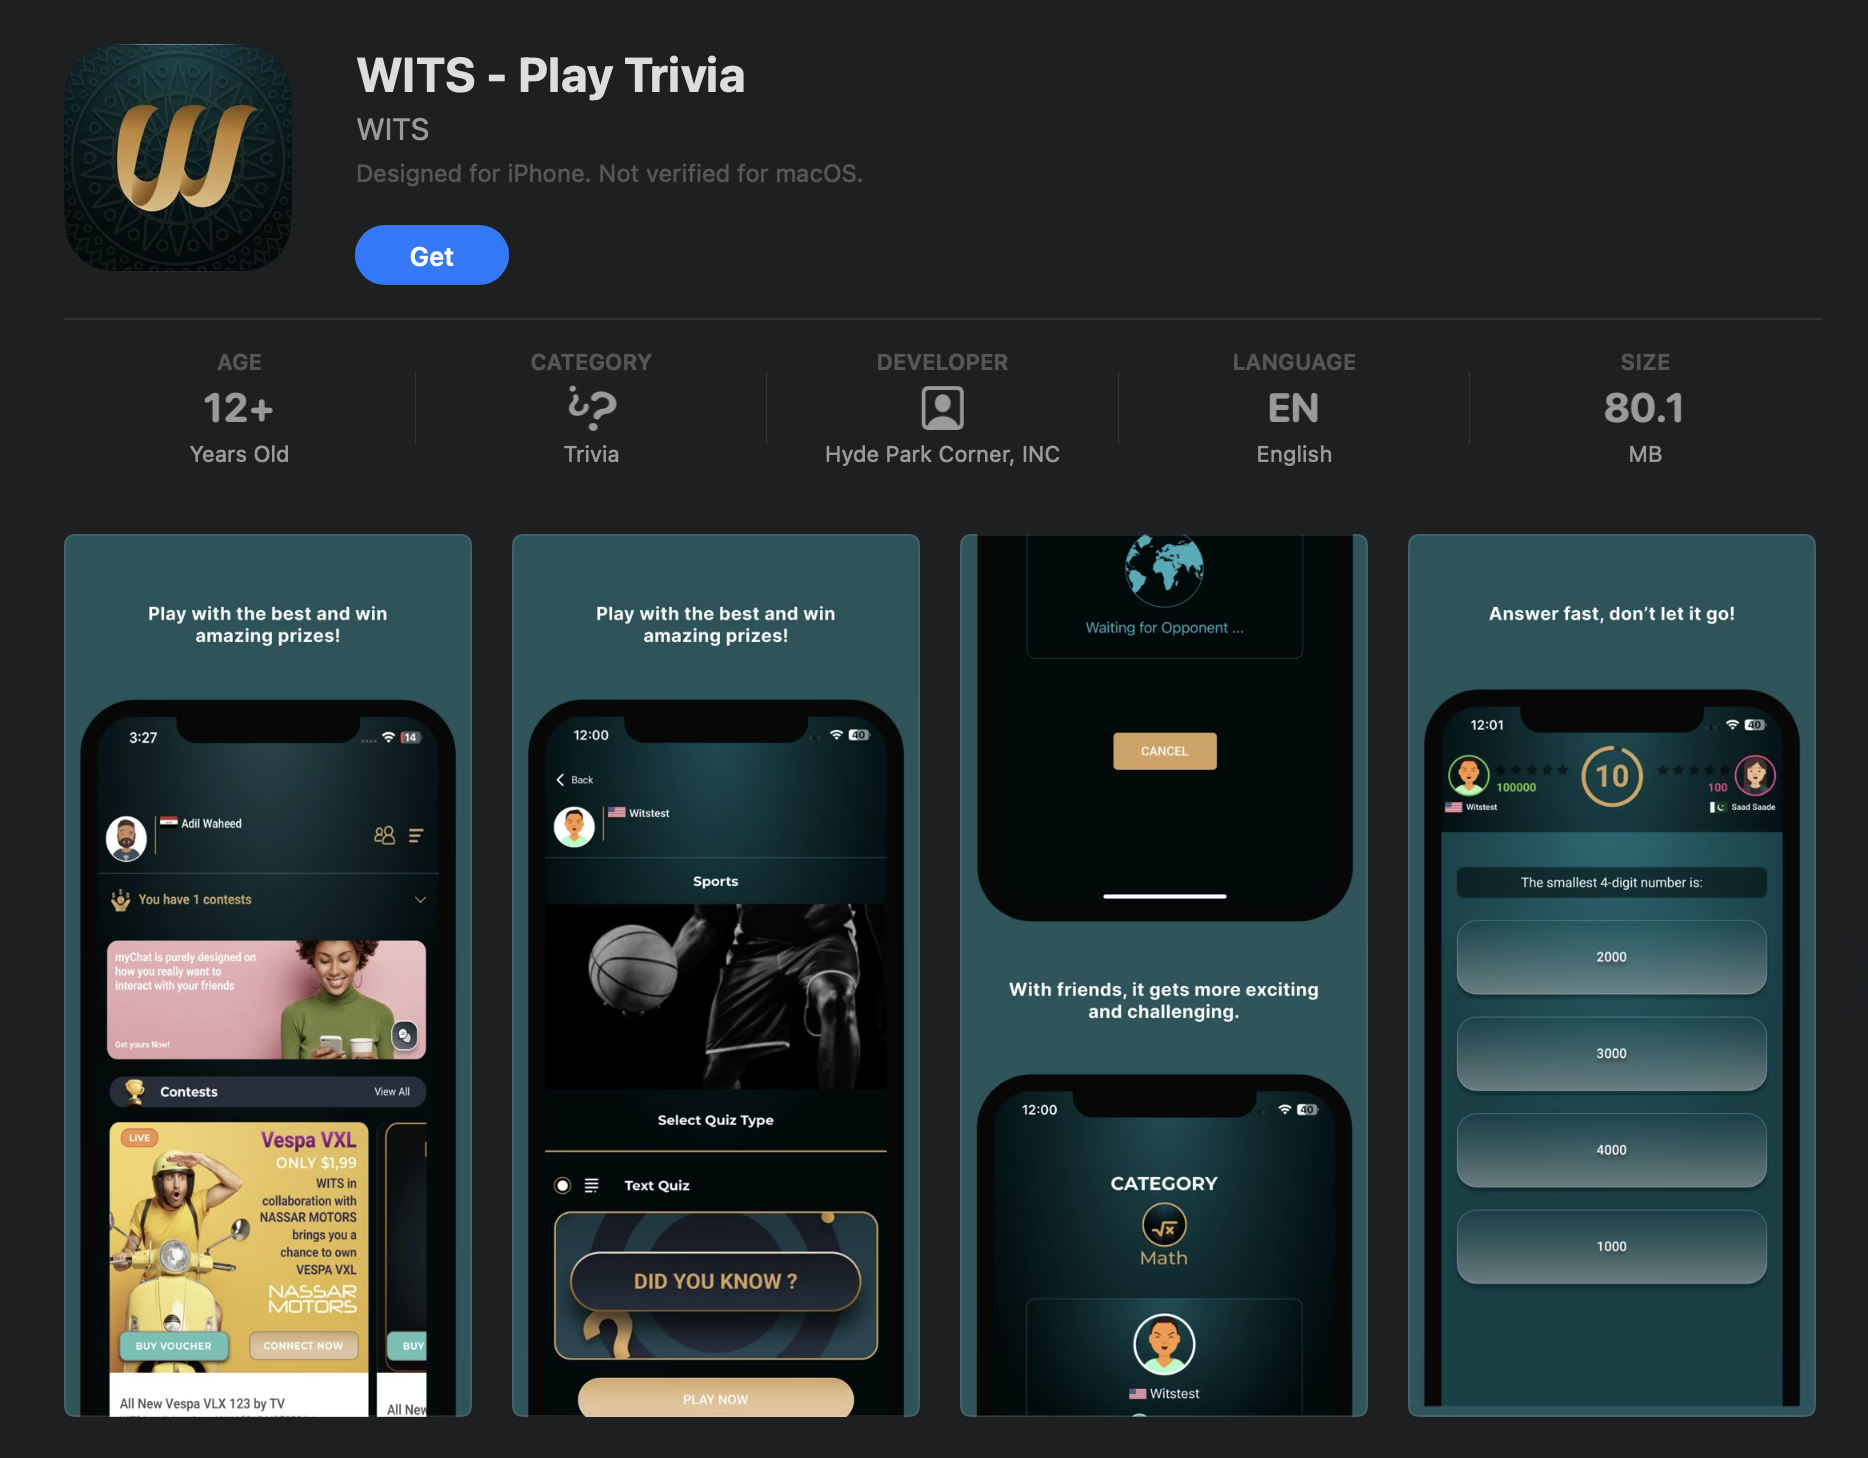 WITS - Play Trivia
WITS
Designed for iPhone. Not verified for macOS.
Get
AGE
12+
Years Old
CATEGORY
Trivia
DEVELOPER
Hyde Park Corner, INC
LANGUAGE
EN
English
SIZE
80.1
MB
Play with the best and win
amazing prizes!
3:27
14
Adil Waheed
You have 1 contests
myChat is purely designed on
how you really want to
interact with your friends
Get yours Now!
Contests
View All
LIVE
Vespa VXL
ONLY $1,99
WITS in
collaboration with
NASSAR MOTORS
brings you a
chance to own
VESPA VXL
NASSAR
MOTORS
BUY VOUCHER
CONNECT NOW
BUY
All New Vespa VLX 123 by TV
All New
Play with the best and win
amazing prizes!
12:00
40
Back
Witstest
Sports
Select Quiz Type
Text Quiz
DID YOU KNOW ?
PLAY NOW
Waiting for Opponent ...
CANCEL
With friends, it gets more exciting
and challenging.
12:00
40
CATEGORY
Math
Witstest
Answer fast, don't let it go!
12:01
40
100000
10
100
Witstest
Saad Saade
The smallest 4-digit number is:
2000
3000
4000
1000